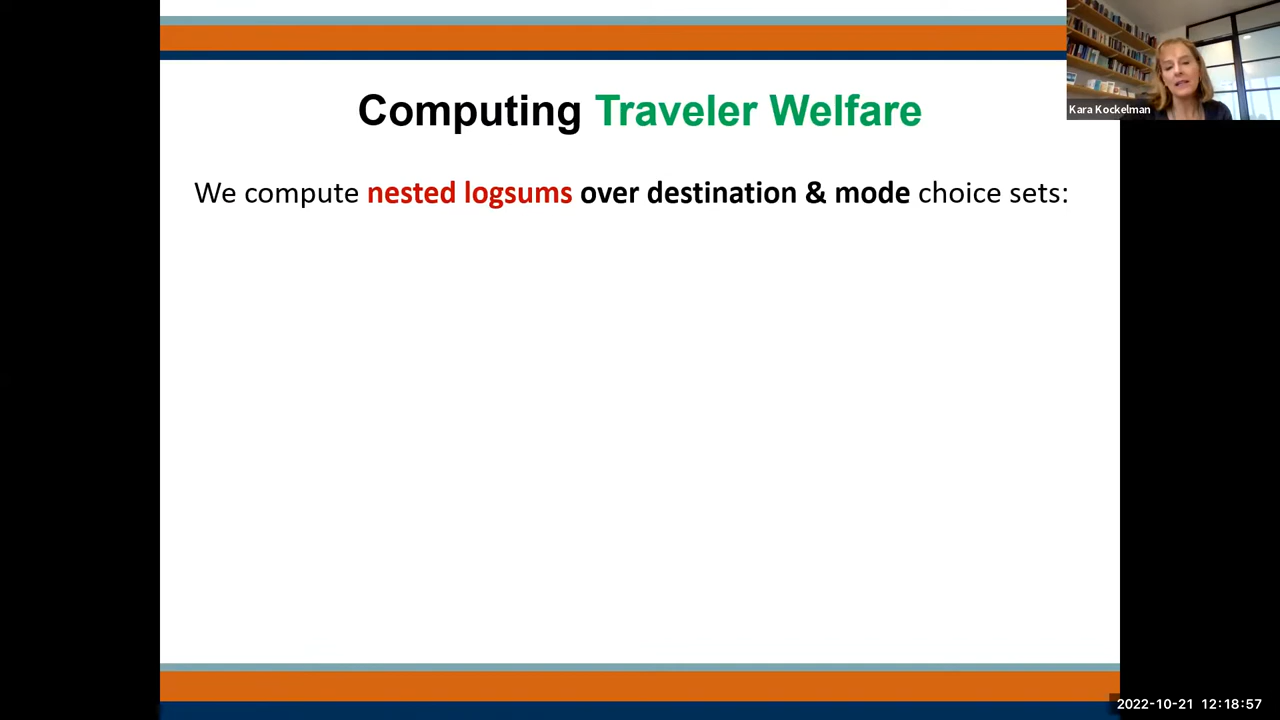 Computing Traveler Welfare
Kara Kockelman
We compute nested logsums over destination & mode choice sets:
2022-10-21 12:18:57